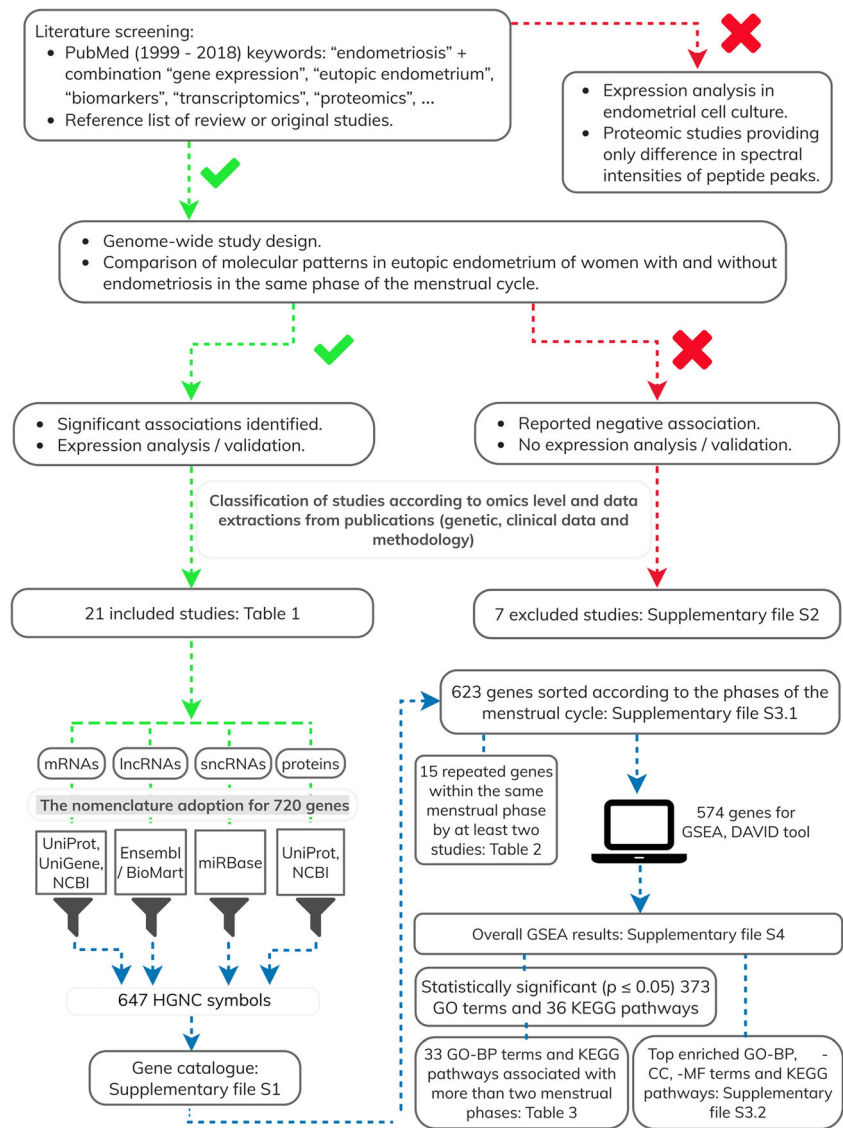 Literature screening:
• PubMed (1999 - 2018) keywords: “endometriosis” +
combination “gene expression”, “eutopic endometrium”,
“biomarkers”, “transcriptomics”, “proteomics”, ...
• Reference list of review or original studies.
• Expression analysis in
endometrial cell culture.
• Proteomic studies providing
only difference in spectral
intensities of peptide peaks.
• Genome-wide study design.
• Comparison of molecular patterns in eutopic endometrium of women with and without
endometriosis in the same phase of the menstrual cycle.
• Significant associations identified.
• Expression analysis / validation.
• Reported negative association.
• No expression analysis / validation.
Classification of studies according to omics level and data
extractions from publications (genetic, clinical data and
methodology)
21 included studies: Table 1
7 excluded studies: Supplementary file S2
mRNAs
lncRNAs
sncRNAs
proteins
The nomenclature adoption for 720 genes
UniProt,
UniGene,
NCBI
Ensembl
/ BioMart
miRBase
UniProt,
NCBI
647 HGNC symbols
Gene catalogue:
Supplementary file S1
623 genes sorted according to the phases of the
menstrual cycle: Supplementary file S3.1
15 repeated genes
within the same
menstrual phase
by at least two
studies: Table 2
574 genes for
GSEA, DAVID tool
Overall GSEA results: Supplementary file S4
Statistically significant (p ≤ 0.05) 373
GO terms and 36 KEGG pathways
33 GO-BP terms and KEGG
pathways associated with
more than two menstrual
phases: Table 3
Top enriched GO-BP, -
CC, -MF terms and KEGG
pathways: Supplementary
file S3.2